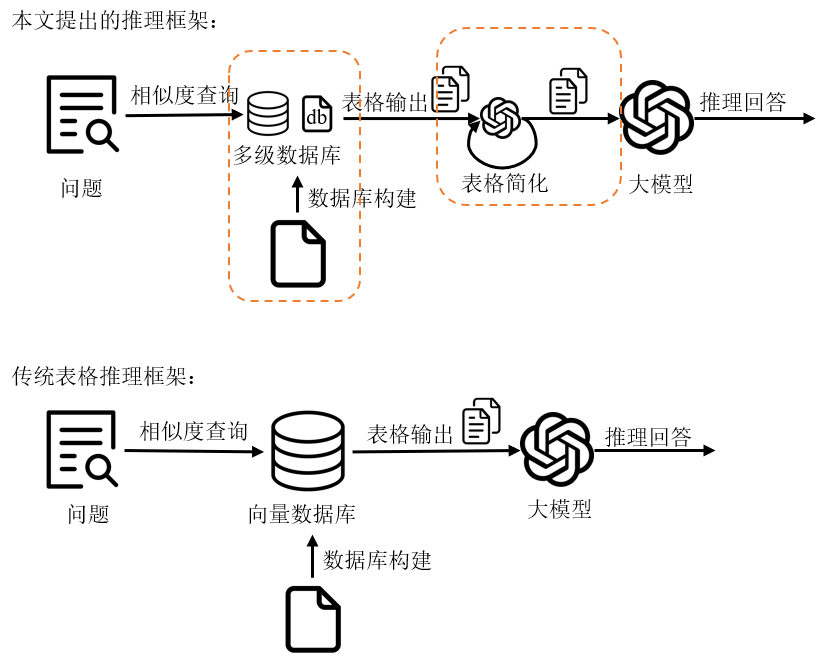 本文提出的推理框架：
相似度查询
表格输出
推理回答
db
多级数据库
问题
表格简化
大模型
数据库构建
传统表格推理框架：
相似度查询
表格输出
推理回答
问题
向量数据库
大模型
数据库构建